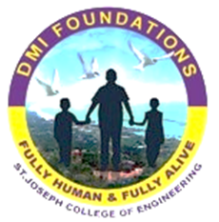 DMI FOUNDATIONS
FULLY HUMAN & FULLY ALIVE
ST.JOSEPH COLLEGE OF ENGINEERING